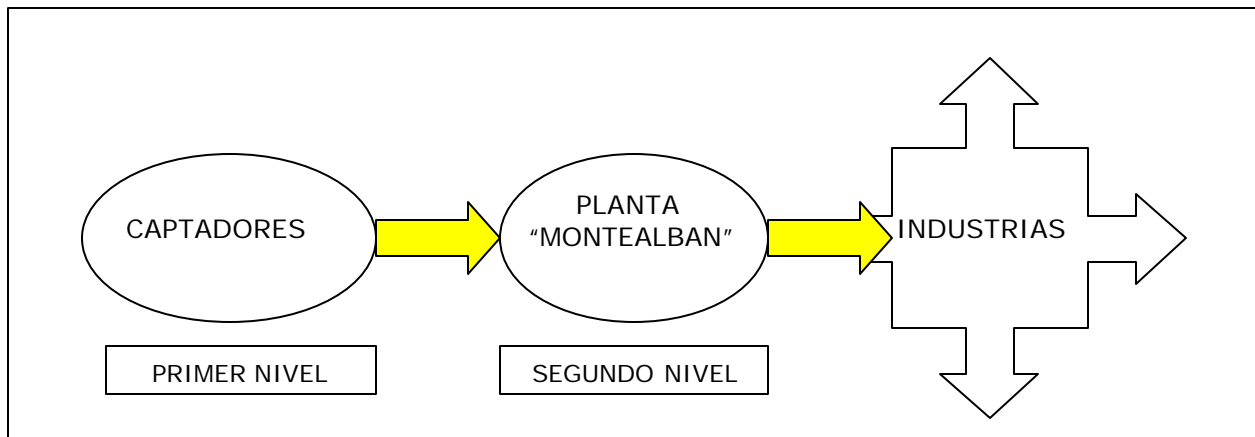 CAPTADORES
PLANTA
“MONTEALBAN”
INDUSTRIAS
PRIMER NIVEL
SEGUNDO NIVEL